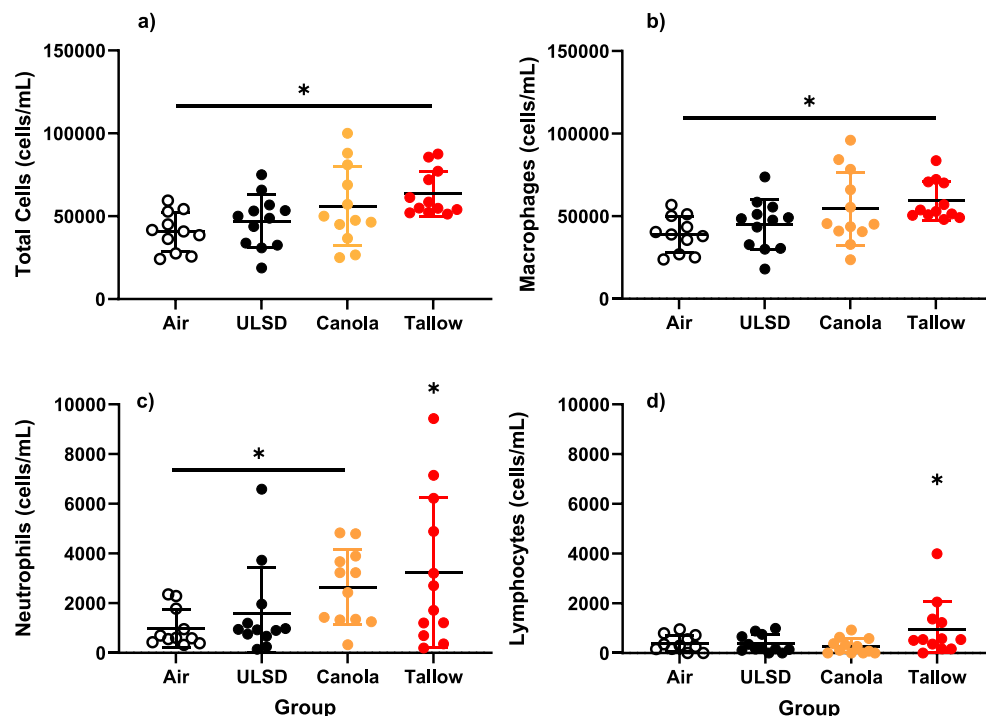 a)
Total Cells (cells/mL)
150000
100000
50000
0
*
Air ULSD Canola Tallow
b)
Macrophages (cells/mL)
150000
100000
50000
0
*
Air ULSD Canola Tallow
c)
Neutrophils (cells/mL)
10000
8000
6000
4000
2000
0
*
*
Air ULSD Canola Tallow
Group
d)
Lymphocytes (cells/mL)
10000
8000
6000
4000
2000
0
*
Air ULSD Canola Tallow
Group